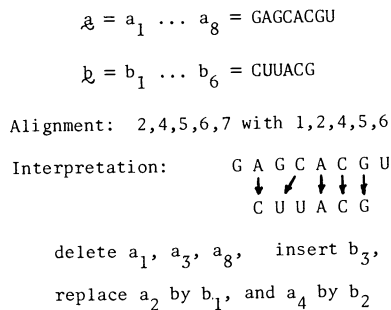 a = a₁ ... a₈ = GAGCACGU
b = b₁ ... b₆ = CUUACG
Alignment: 2,4,5,6,7 with 1,2,4,5,6
Interpretation: G A G C A C G U
C U U A C G
delete a₁, a₃, a₈, insert b₃,
replace a₂ by b₁, and a₄ by b₂